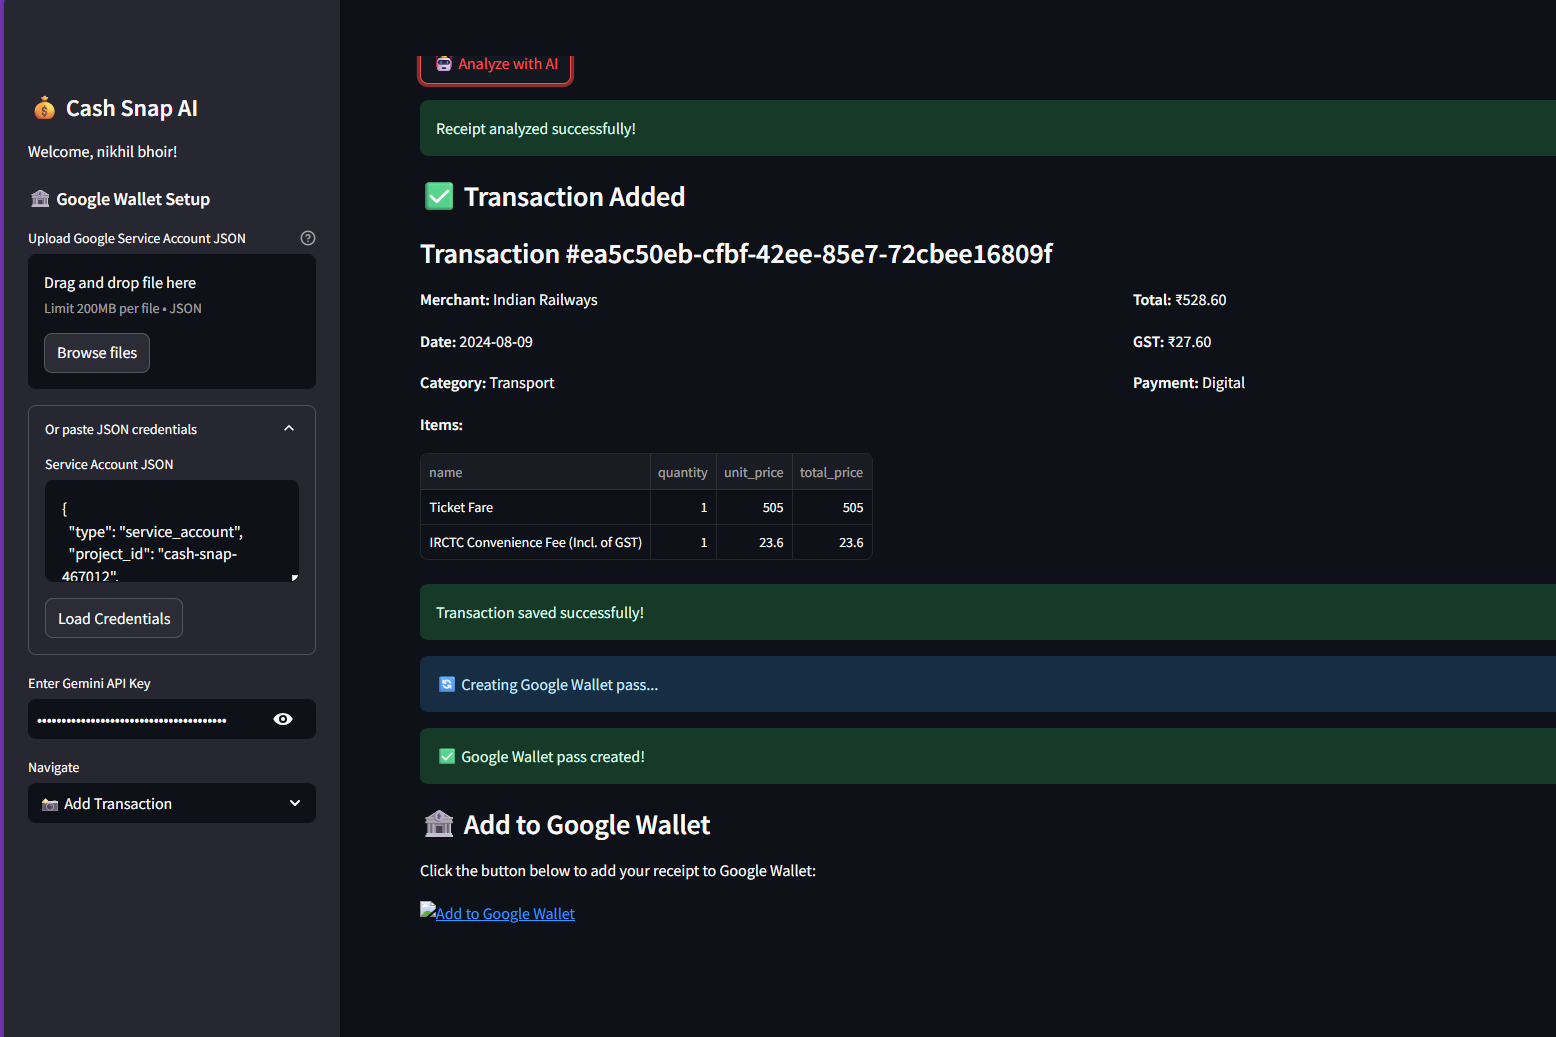 Cash Snap AI
Welcome, nikhil bhoir!
Google Wallet Setup
Upload Google Service Account JSON
Drag and drop file here
Limit 200MB per file • JSON
Browse files
Or paste JSON credentials
Service Account JSON
{
"type": "service_account",
"project_id": "cash-snap-
467012",
Load Credentials
Enter Gemini API Key
Navigate
Add Transaction
Analyze with AI
Receipt analyzed successfully!
Transaction Added
Transaction #ea5c50eb-cfbf-42ee-85e7-72cbee16809f
Merchant: Indian Railways
Total: ₹528.60
Date: 2024-08-09
GST: ₹27.60
Category: Transport
Payment: Digital
Items:
name quantity unit_price total_price
Ticket Fare 1 505 505
IRCTC Convenience Fee (Incl. of GST) 1 23.6 23.6
Transaction saved successfully!
Creating Google Wallet pass...
Google Wallet pass created!
Add to Google Wallet
Click the button below to add your receipt to Google Wallet:
Add to Google Wallet